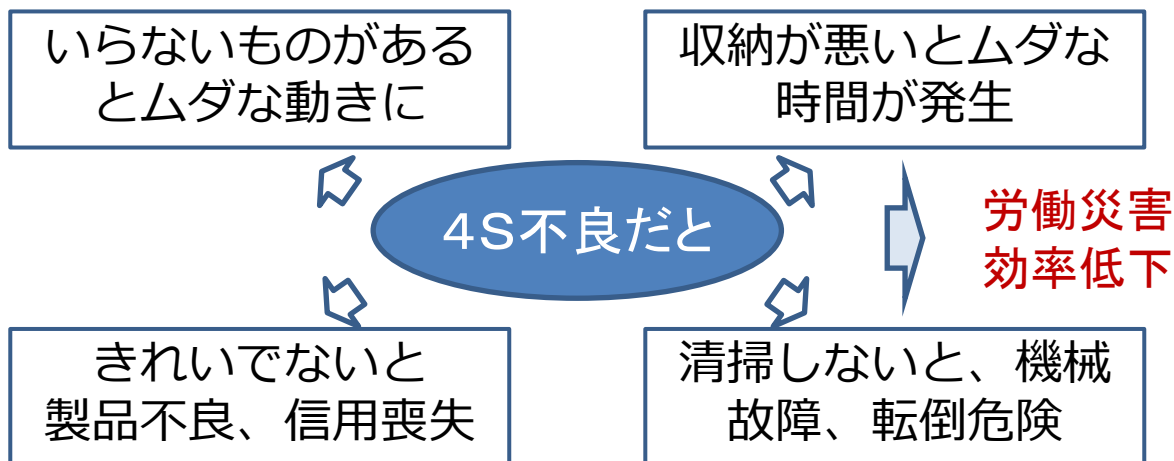 いらないものがある
とムダな動きに
収納が悪いとムダな
時間が発生
４Ｓ不良だと
労働災害
効率低下
きれいでないと
製品不良、信用喪失
清掃しないと、機械
故障、転倒危険